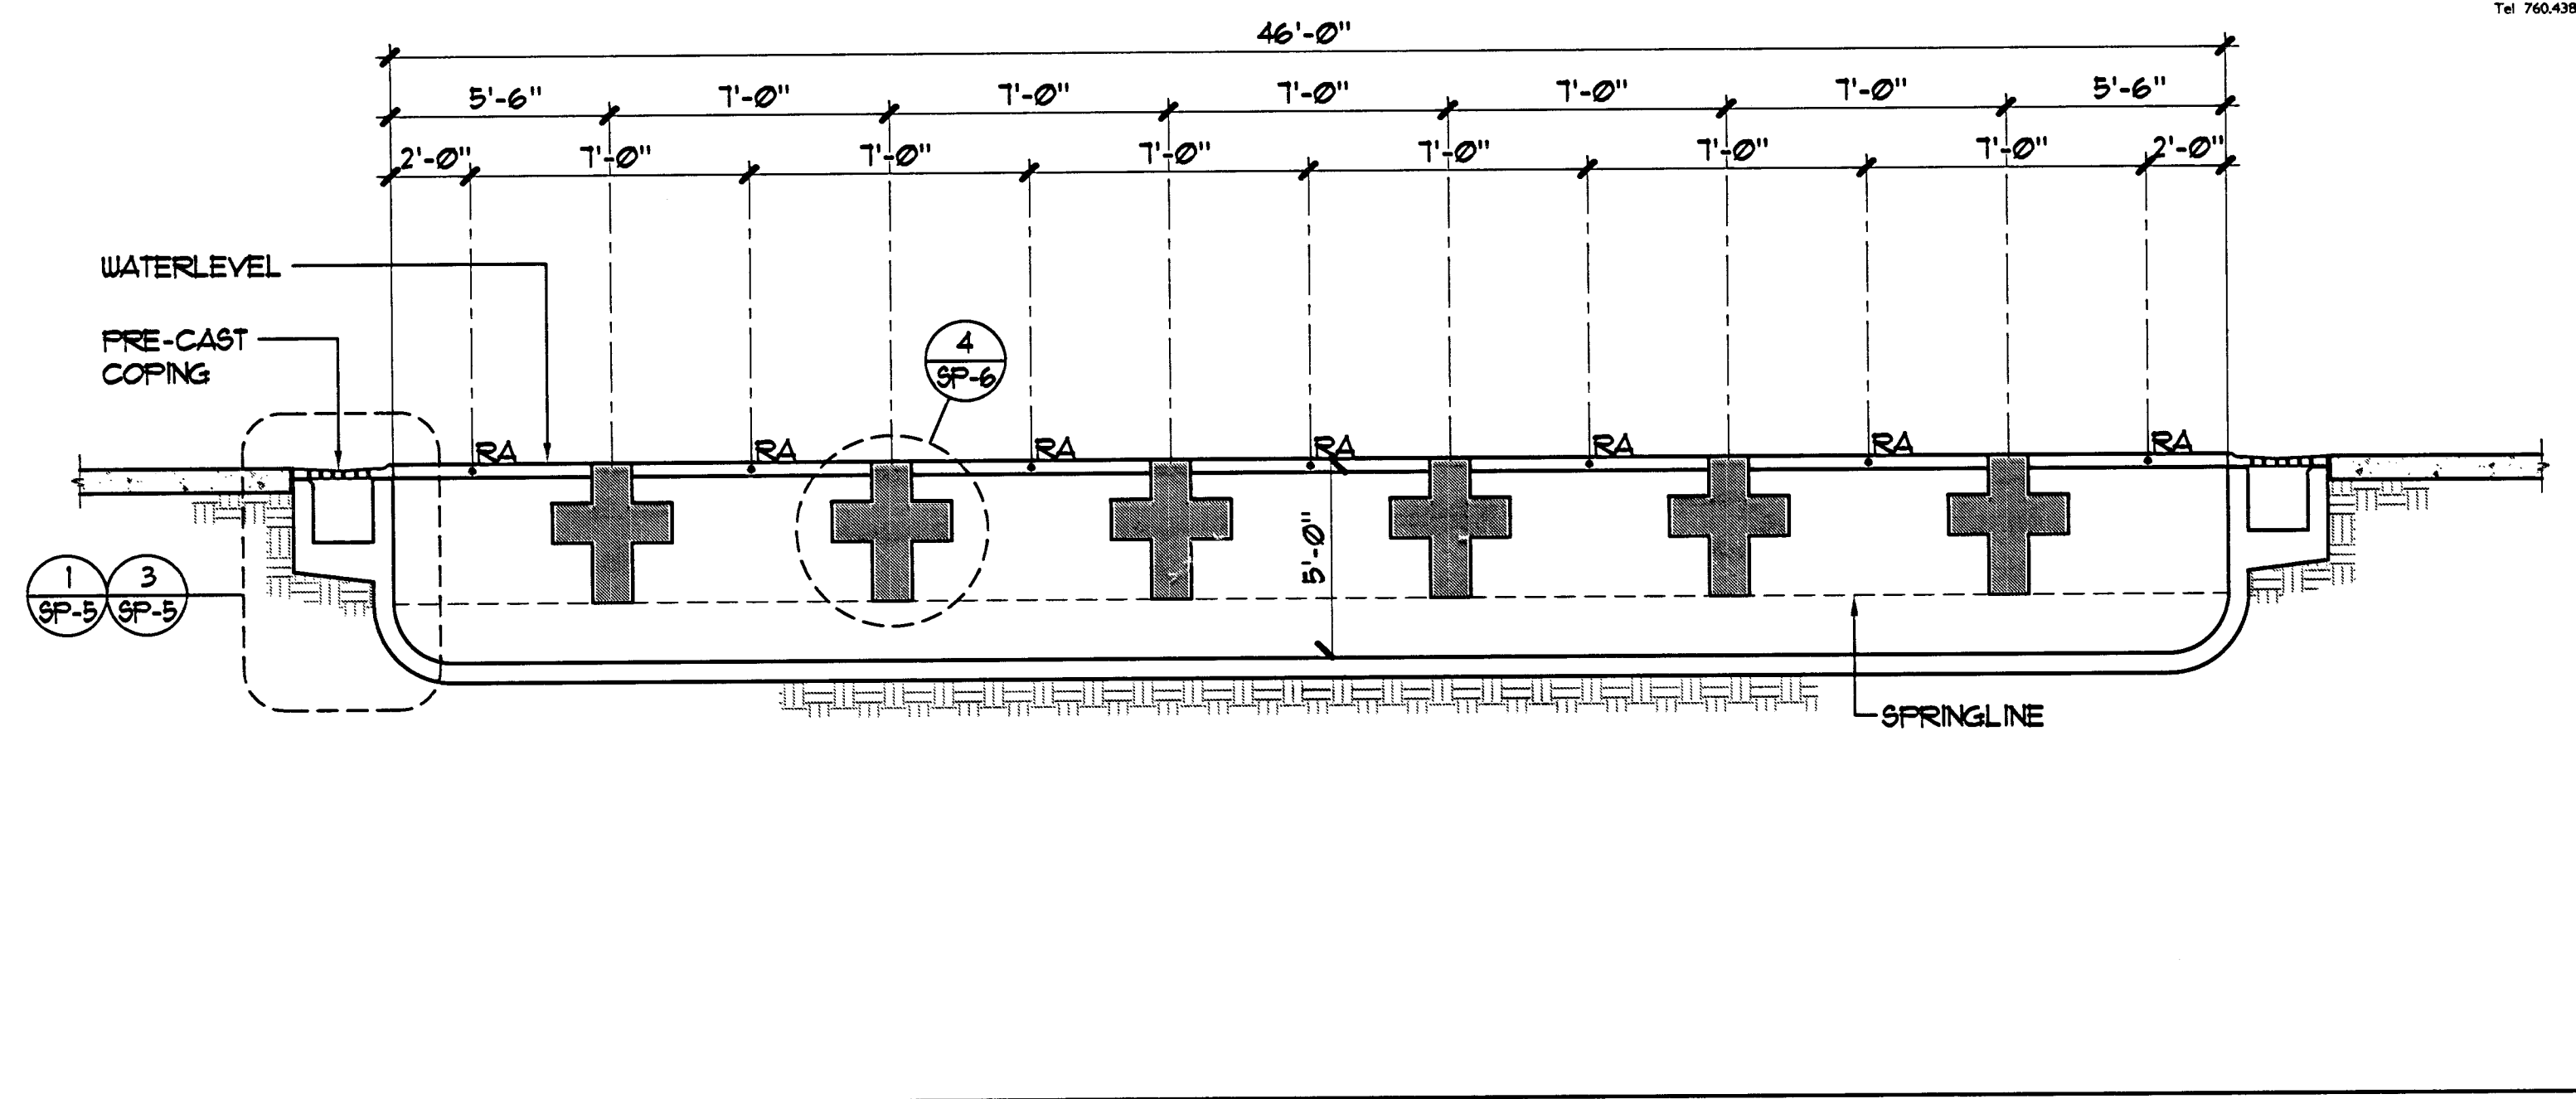 Tel 760.438
46'-0"
5'-6" 7'-0" 7'-0" 7'-0" 7'-0" 7'-0" 5'-6"
2'-0" 7'-0" 7'-0" 7'-0" 7'-0" 7'-0" 7'-0" 2'-0"
WATERLEVEL
PRE-CAST
COPING
4
SP-6
RA RA RA RA RA RA RA
5'-0"
1 3
SP-5 SP-5
SPRINGLINE